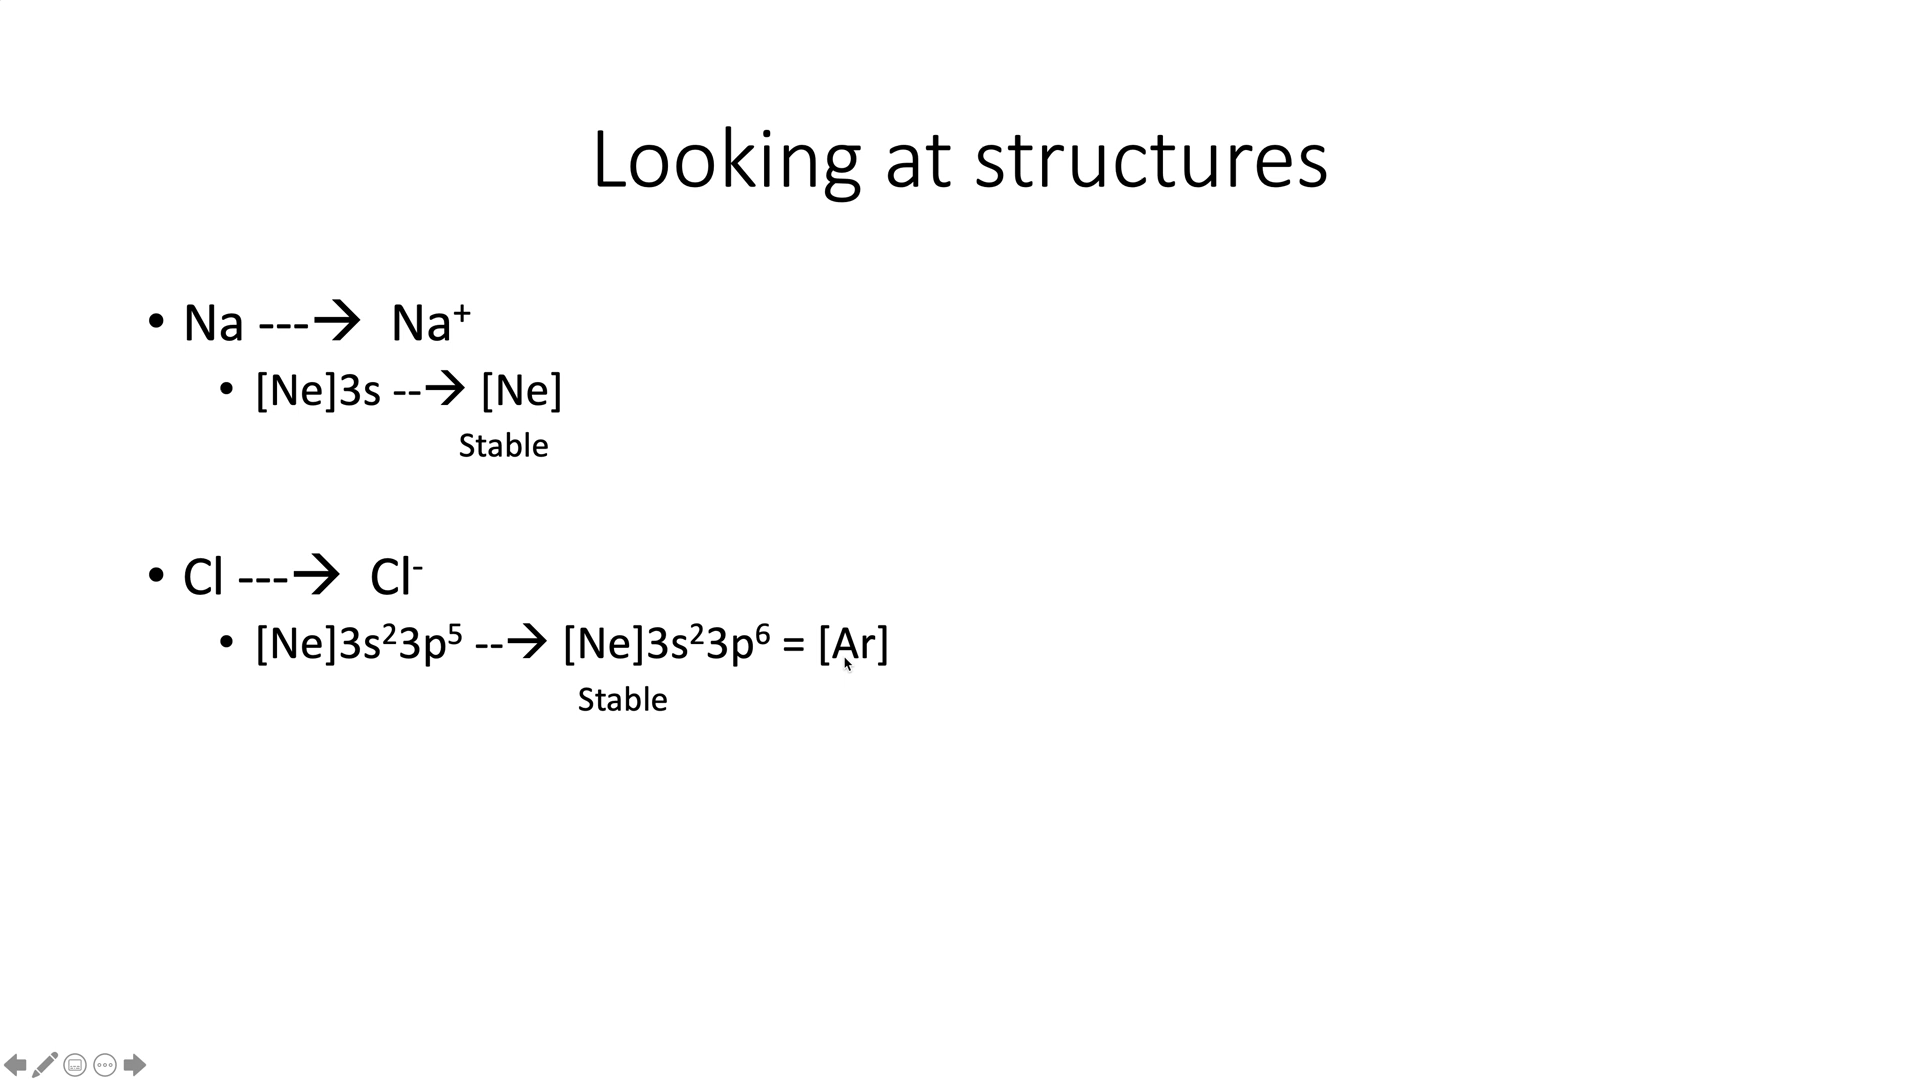 Looking at structures
• Na ---→ Na⁺
• [Ne]3s --→ [Ne]
Stable
• Cl ---→ Cl⁻
• [Ne]3s²3p⁵ --→ [Ne]3s²3p⁶ = [Ar]
Stable